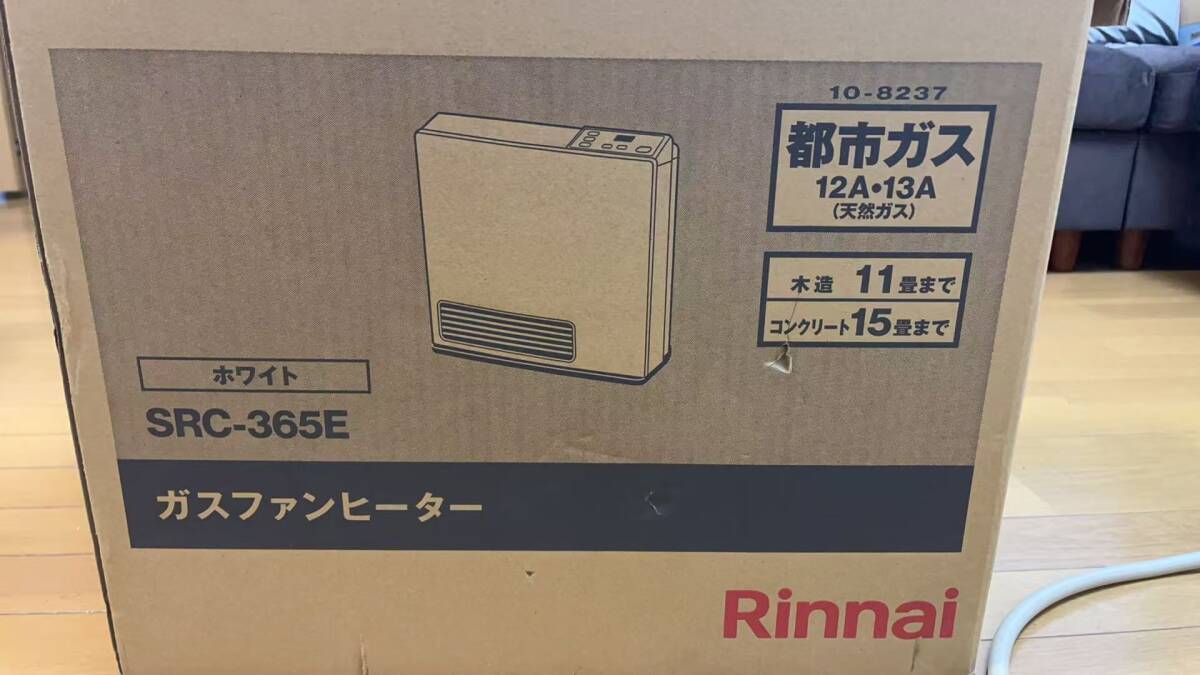 10-8237
都市ガス
12A・13A
(天然ガス)
木造 11畳まで
コンクリート15畳まで
ホワイト
SRC-365E
ガスファンヒーター
Rinnai